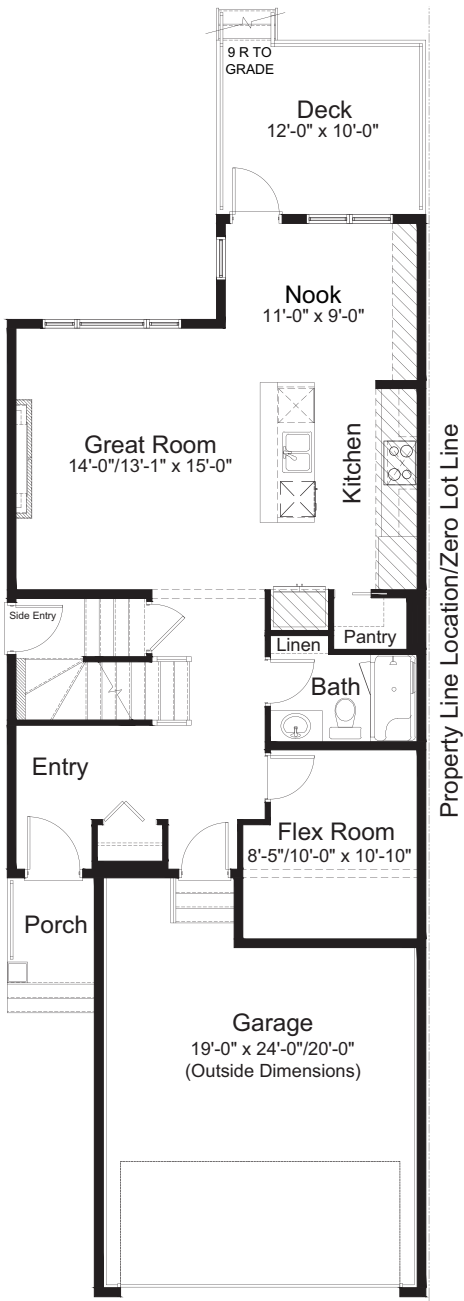 9 R TO
GRADE
Deck
12'-0" x 10'-0"
Nook
11'-0" x 9'-0"
Great Room
14'-0"/13'-1" x 15'-0"
Kitchen
Property Line Location/Zero Lot Line
Side Entry
Linen
Pantry
Bath
Entry
Flex Room
8'-5"/10'-0" x 10'-10"
Porch
Garage
19'-0" x 24'-0"/20'-0"
(Outside Dimensions)